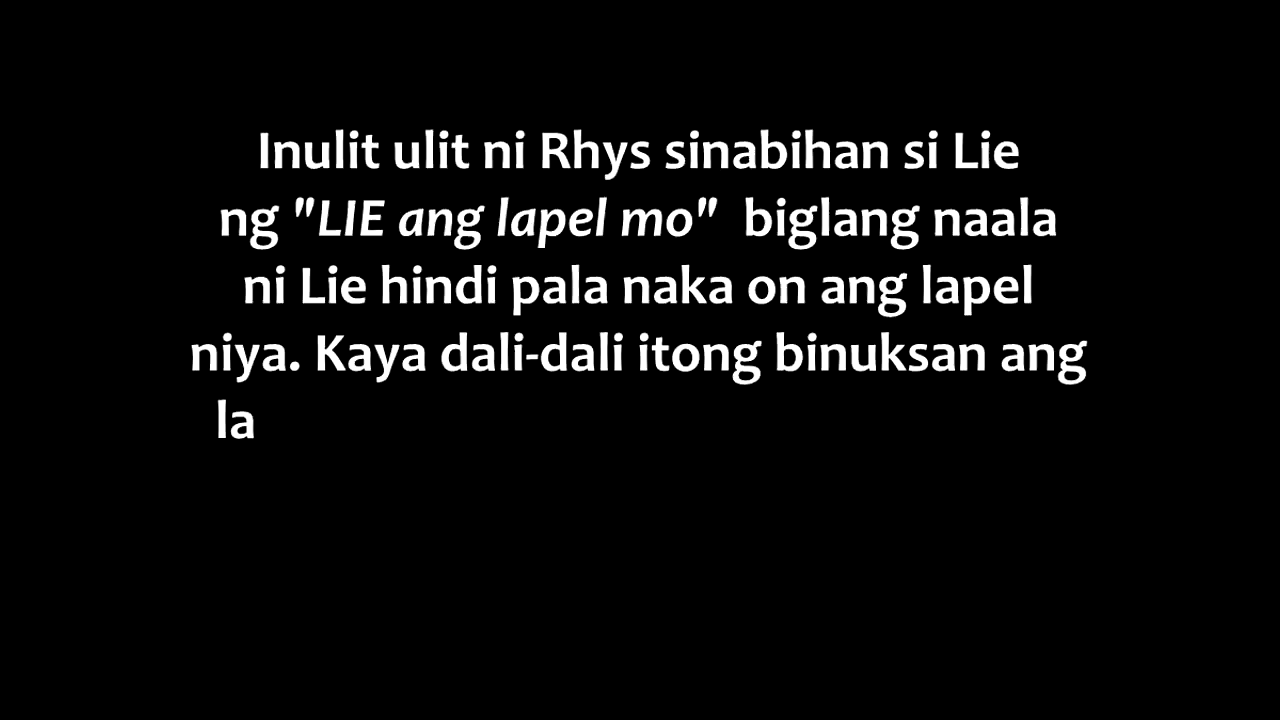 Inulit ulit ni Rhys sinabihan si Lie
ng "LIE ang lapel mo" biglang naala
ni Lie hindi pala naka on ang lapel
niya. Kaya dali-dali itong binuksan ang
la